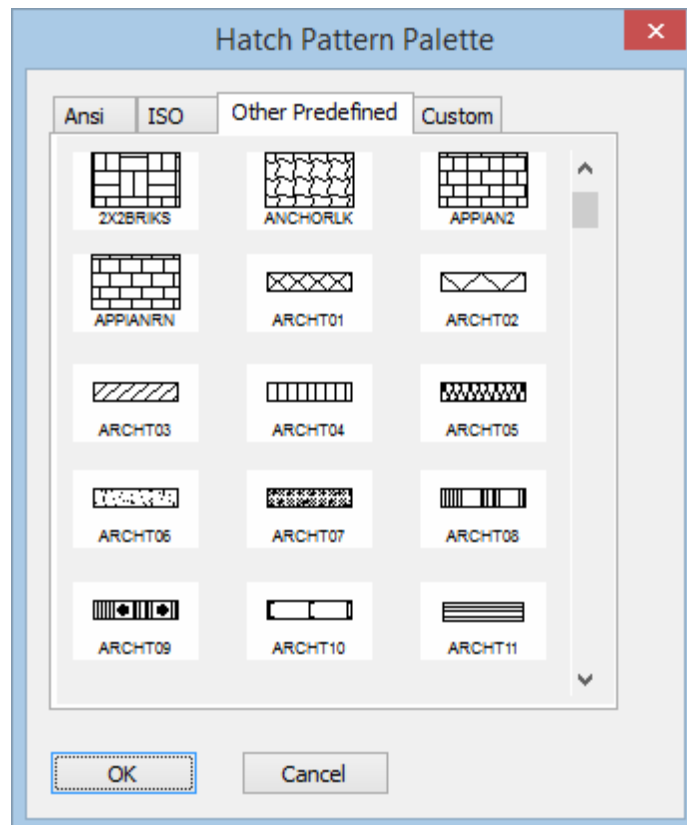 Hatch Pattern Palette
Ansi ISO Other Predefined Custom
2X2BRIKS ANCHORLK APPIAN2
APPIANRN ARCHT01 ARCHT02
ARCHT03 ARCHT04 ARCHT05
ARCHT06 ARCHT07 ARCHT08
ARCHT09 ARCHT10 ARCHT11
OK Cancel